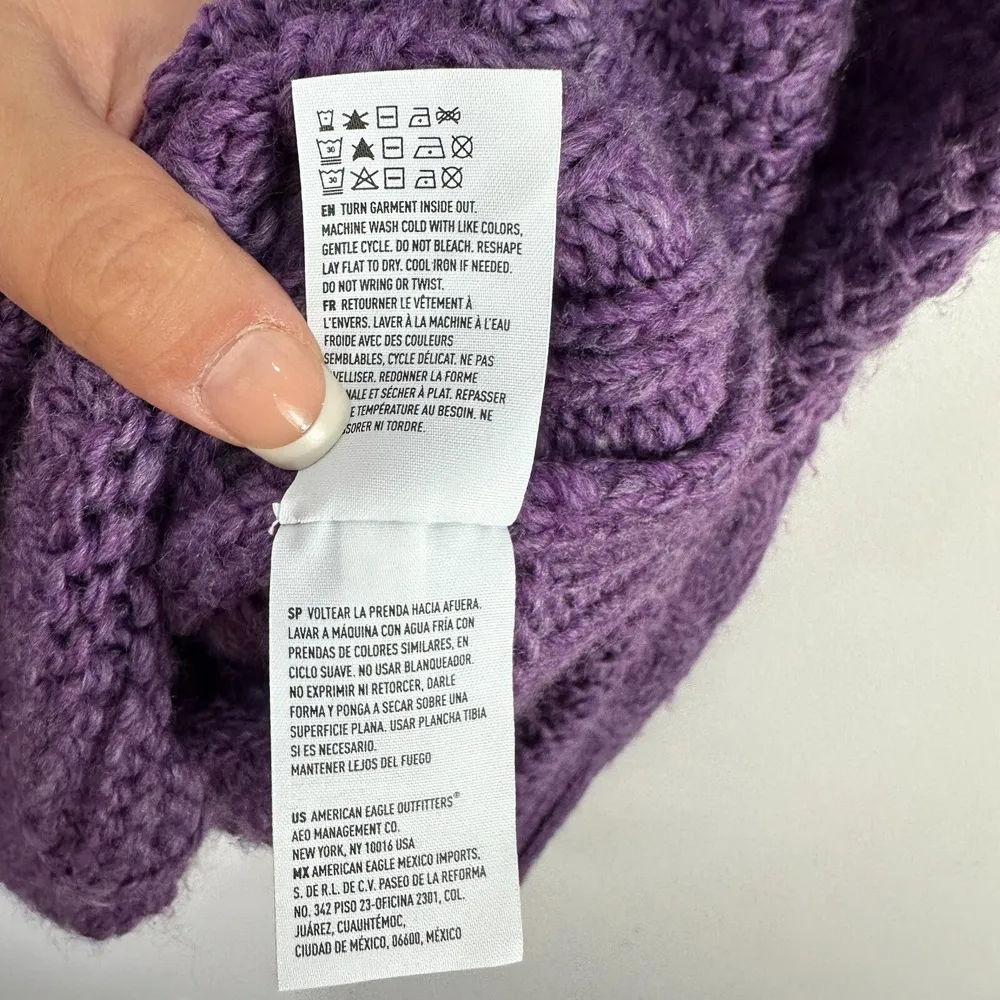 30
30
EN TURN GARMENT INSIDE OUT.
MACHINE WASH COLD WITH LIKE COLORS,
GENTLE CYCLE. DO NOT BLEACH. RESHAPE
LAY FLAT TO DRY. COOL IRON IF NEEDED.
DO NOT WRING OR TWIST.
FR RETOURNER LE VÊTEMENT À
L'ENVERS. LAVER À LA MACHINE À L'EAU
FROIDE AVEC DES COULEURS
SEMBLABLES, CYCLE DÉLICAT. NE PAS
REDONNER LA FORME
ET SÉCHER À PLAT. REPASSER
TEMPÉRATURE AU BESOIN. NE
NI TORDRE.
SP VOLTEAR LA PRENDA HACIA AFUERA.
LAVAR A MÁQUINA CON AGUA FRÍA CON
PRENDAS DE COLORES SIMILARES, EN
CICLO SUAVE. NO USAR BLANQUEADOR.
NO EXPRIMIR NI RETORCER, DARLE
FORMA Y PONGA A SECAR SOBRE UNA
SUPERFICIE PLANA. USAR PLANCHA TIBIA
SI ES NECESARIO.
MANTENER LEJOS DEL FUEGO
US AMERICAN EAGLE OUTFITTERS®
AEO MANAGEMENT CO.
NEW YORK, NY 10016 USA
MX AMERICAN EAGLE MEXICO IMPORTS,
S. DE R.L. DE C.V. PASEO DE LA REFORMA
NO. 342 PISO 23-OFICINA 2301, COL.
JUÁREZ, CUAUHTÉMOC,
CIUDAD DE MÉXICO, 06600, MÉXICO